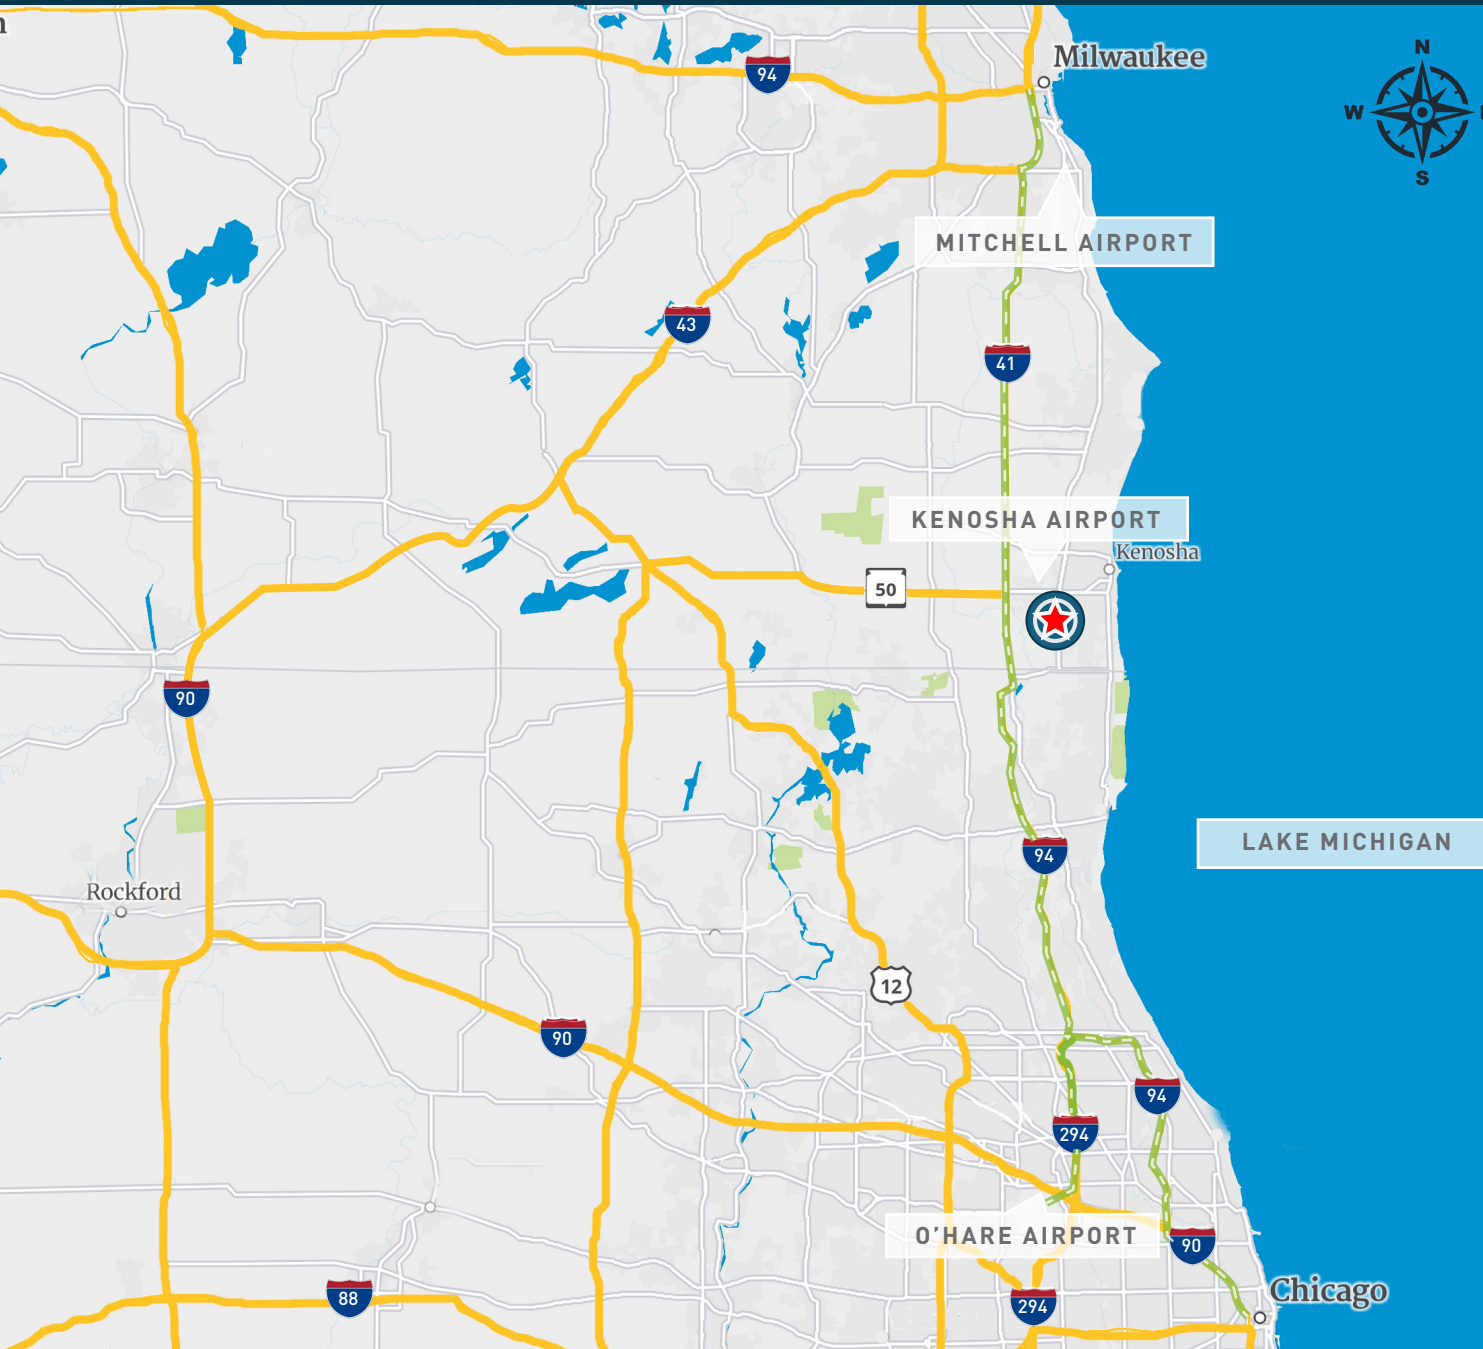 n
Milwaukee
N
94
W
S
MITCHELL AIRPORT
43
41
KENOSHA AIRPORT
Kenosha
50
90
LAKE MICHIGAN
94
Rockford
12
90
94
294
O'HARE AIRPORT
90
88
294
Chicago